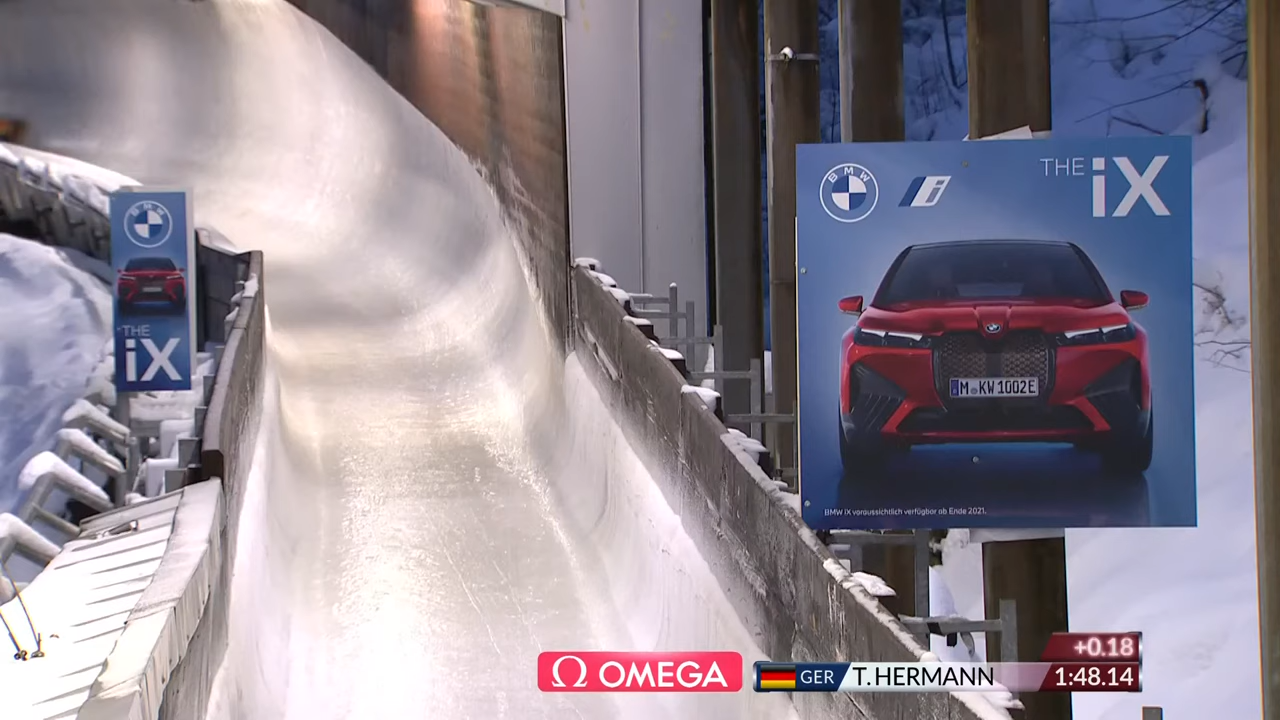 BMW
THE
iX
BMW
i
THE iX
M KW 1002E
BMW iX voraussichtlich verfügbar ab Ende 2021.
+0.18
Ω OMEGA
GER T.HERMANN 1:48.14